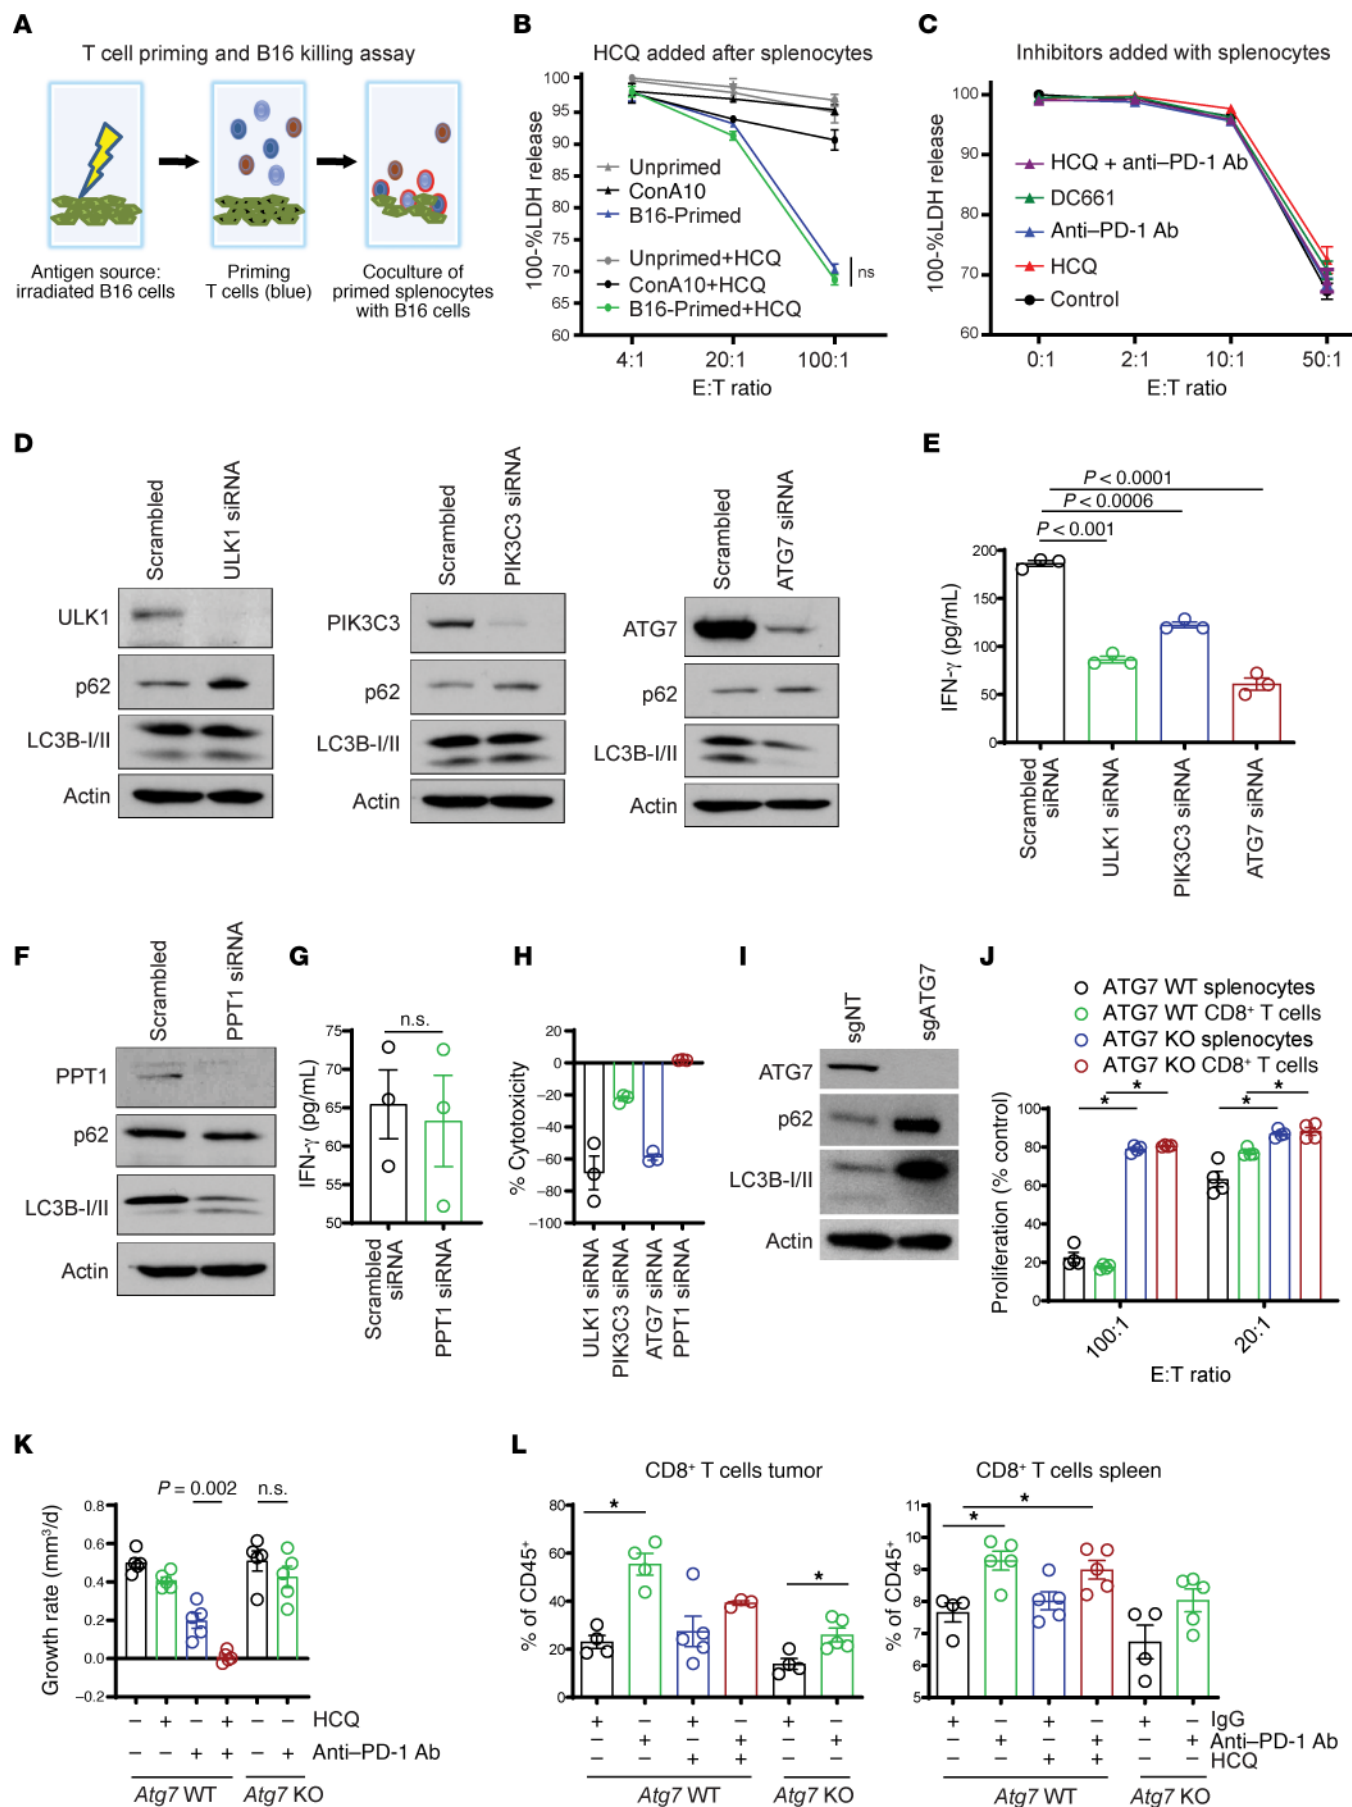 A
T cell priming and B16 killing assay
Antigen source:
irradiated B16 cells
Priming
T cells (blue)
Coculture of
primed splenocytes
with B16 cells
B
HCQ added after splenocytes
100-%LDH release
100
95
90
85
80
75
70
65
60
Unprimed
ConA10
B16-Primed
Unprimed+HCQ
ConA10+HCQ
B16-Primed+HCQ
ns
4:1 20:1 100:1
E:T ratio
C
Inhibitors added with splenocytes
100-%LDH release
100
90
80
70
60
HCQ + anti–PD-1 Ab
DC661
Anti–PD-1 Ab
HCQ
Control
0:1 2:1 10:1 50:1
E:T ratio
D
Scrambled
ULK1 siRNA
ULK1
p62
LC3B-I/II
Actin
Scrambled
PIK3C3 siRNA
PIK3C3
p62
LC3B-I/II
Actin
Scrambled
ATG7 siRNA
ATG7
p62
LC3B-I/II
Actin
E
P < 0.0001
P < 0.0006
P < 0.001
IFN-γ (pg/mL)
200
150
100
50
0
Scrambled
siRNA
ULK1 siRNA
PIK3C3 siRNA
ATG7 siRNA
F
Scrambled
PPT1 siRNA
PPT1
p62
LC3B-I/II
Actin
G
n.s.
IFN-γ (pg/mL)
75
70
65
60
55
50
Scrambled
siRNA
PPT1 siRNA
H
% Cytotoxicity
20
0
–20
–40
–60
–80
–100
ULK1 siRNA
PIK3C3 siRNA
ATG7 siRNA
PPT1 siRNA
I
sgNT
sgATG7
ATG7
p62
LC3B-I/II
Actin
J
ATG7 WT splenocytes
ATG7 WT CD8+ T cells
ATG7 KO splenocytes
ATG7 KO CD8+ T cells
* * * *
Proliferation (% control)
100
80
60
40
20
0
100:1 20:1
E:T ratio
K
P = 0.002 n.s.
Growth rate (mm³/d)
0.8
0.6
0.4
0.2
0.0
–0.2
– + – + – – HCQ
– – + + – + Anti–PD-1 Ab
Atg7 WT Atg7 KO
L
CD8+ T cells tumor
% of CD45+
80
60
40
20
0
* *
+ – + – + –
– + – + – +
– – + + – –
Atg7 WT Atg7 KO
CD8+ T cells spleen
% of CD45+
11
10
9
8
7
6
5
* *
+ – + – + – IgG
– + – + – + Anti–PD-1 Ab
– – + + – – HCQ
Atg7 WT Atg7 KO